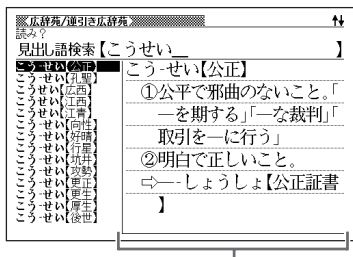 広辞苑/逆引き広辞苑
読み?
見出し語検索【こうせい 】
こう‐せい【公正】
こう‐せい【孔聖】
こうせい【広西】
こうせい【江西】
こうせい【江青】
こう‐せい【向性】
こう‐せい【好晴】
こう‐せい【行星】
こう‐せい【坑井】
こう‐せい【攻勢】
こう‐せい【更正】
こう‐せい【更生】
こう‐せい【厚生】
こう‐せい【後世】
こう‐せい【公正】
①公平で邪曲のないこと。「
―を期する」「―な裁判」「
取引を―に行う」
②明白で正しいこと。
⇨―‐しょうしょ【公正証書
】